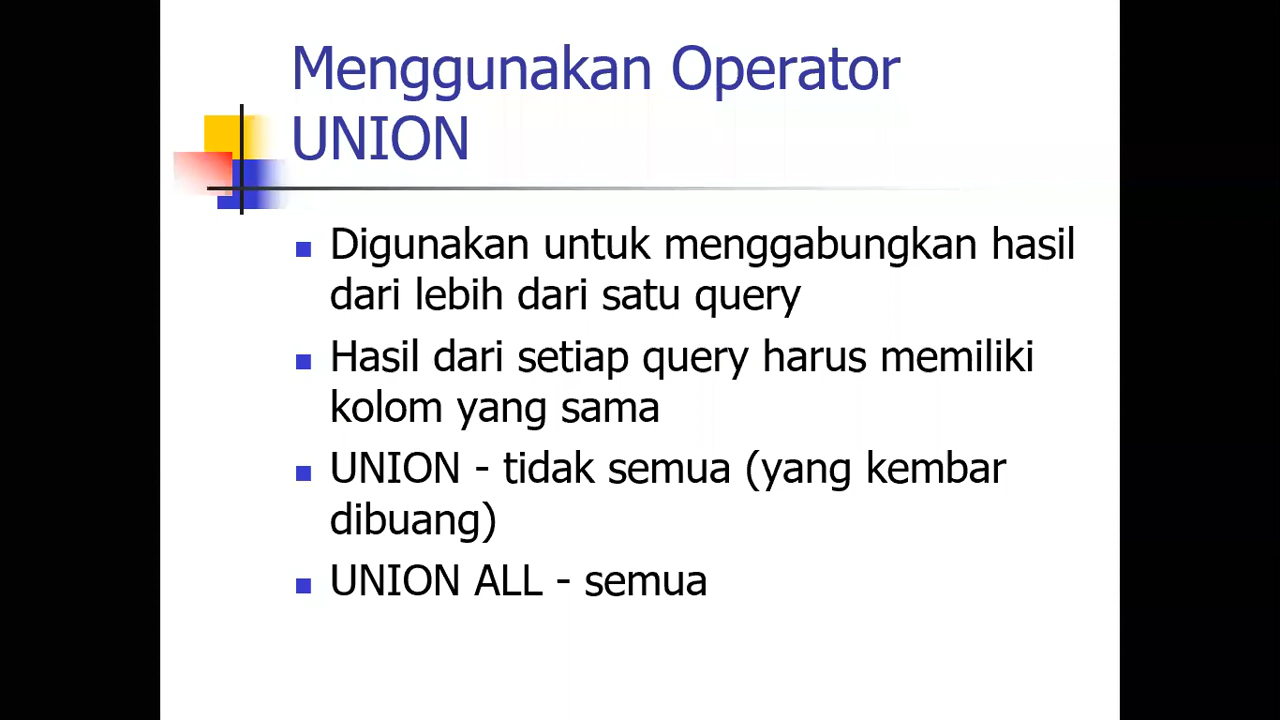 Menggunakan Operator
UNION
Digunakan untuk menggabungkan hasil
dari lebih dari satu query
Hasil dari setiap query harus memiliki
kolom yang sama
UNION - tidak semua (yang kembar
dibuang)
UNION ALL - semua